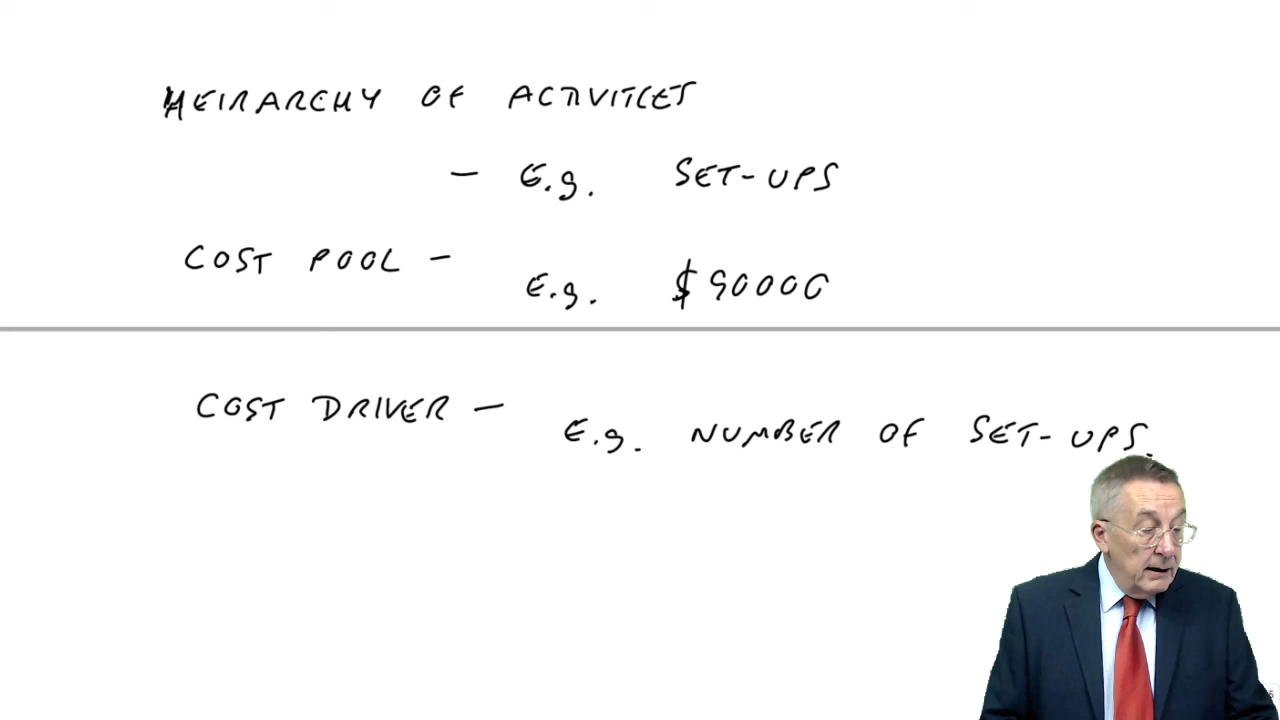 HEIRARCHY OF ACTIVITIES
- E.g. SET-UPS
COST POOL -
E.g. $90000
COST DRIVER -
E.g. NUMBER OF SET-UPS.